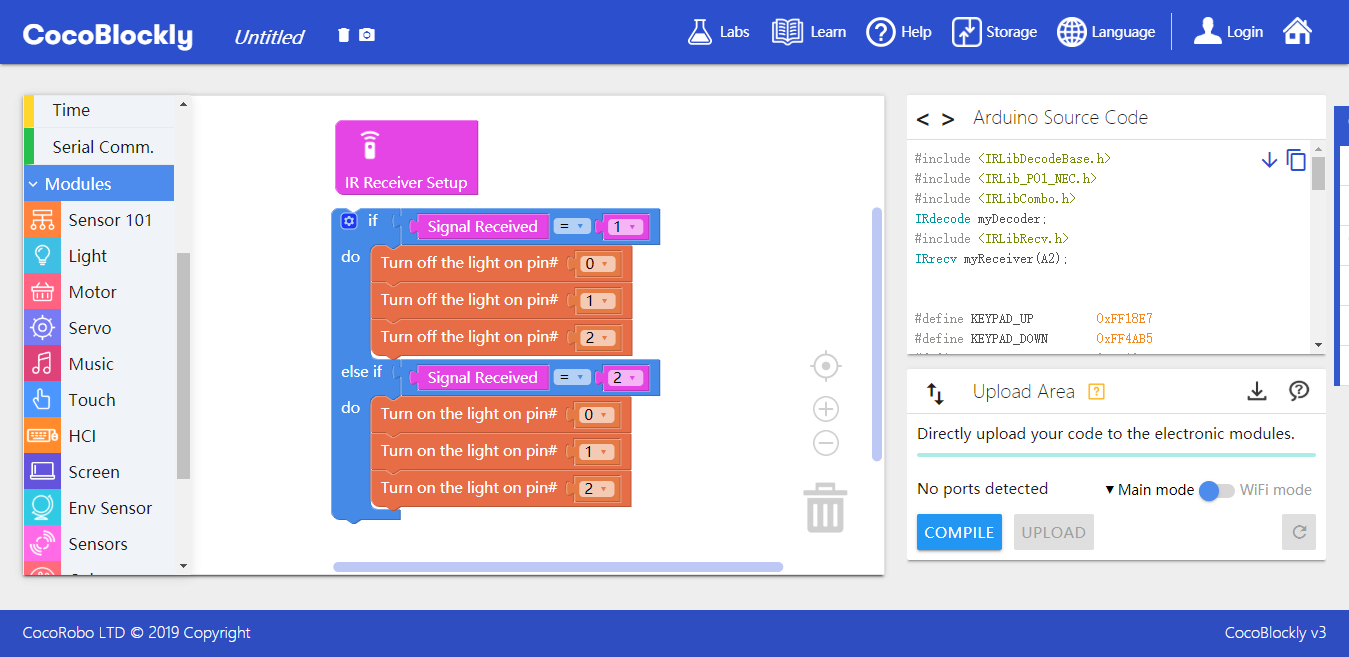 CocoBlockly Untitled Labs Learn Help Storage Language Login
Time
Serial Comm.
Modules
Sensor 101
Light
Motor
Servo
Music
Touch
HCI
Screen
Env Sensor
Sensors
IR Receiver Setup
if Signal Received = 1
do Turn off the light on pin# 0
Turn off the light on pin# 1
Turn off the light on pin# 2
else if Signal Received = 2
do Turn on the light on pin# 0
Turn on the light on pin# 1
Turn on the light on pin# 2
< > Arduino Source Code
#include <IRLibDecodeBase.h>
#include <IRLib_P01_NEC.h>
#include <IRLibCombo.h>
IRdecode myDecoder;
#include <IRLibRecv.h>
IRrecv myReceiver(A2);
#define KEYPAD_UP 0xFF18E7
#define KEYPAD_DOWN 0xFF4AB5
Upload Area ?
Directly upload your code to the electronic modules.
No ports detected Main mode WiFi mode
COMPILE UPLOAD
CocoRobo LTD © 2019 Copyright CocoBlockly v3